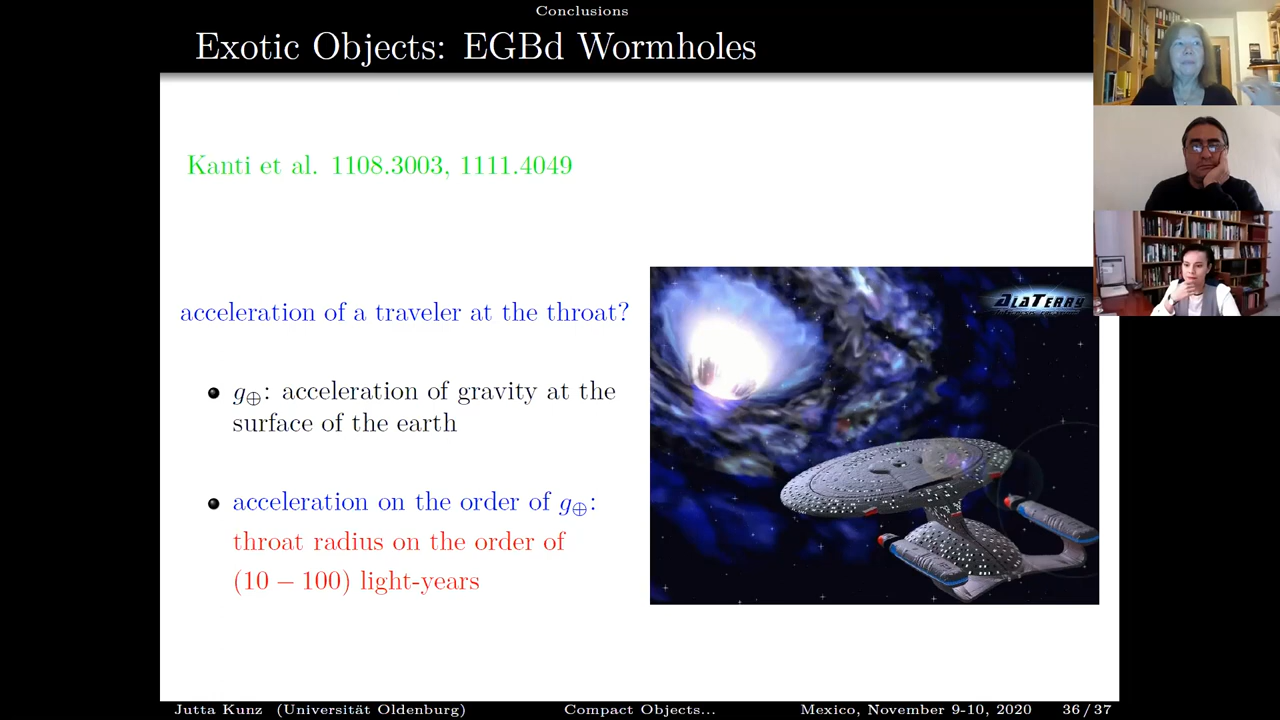 Conclusions
Exotic Objects: EGBd Wormholes
Kanti et al. 1108.3003, 1111.4049
acceleration of a traveler at the throat?
g⊕: acceleration of gravity at the
surface of the earth
acceleration on the order of g⊕:
throat radius on the order of
(10 − 100) light-years
ALATERRY
Jutta Kunz (Universität Oldenburg)
Compact Objects...
Mexico, November 9-10, 2020
36 / 37